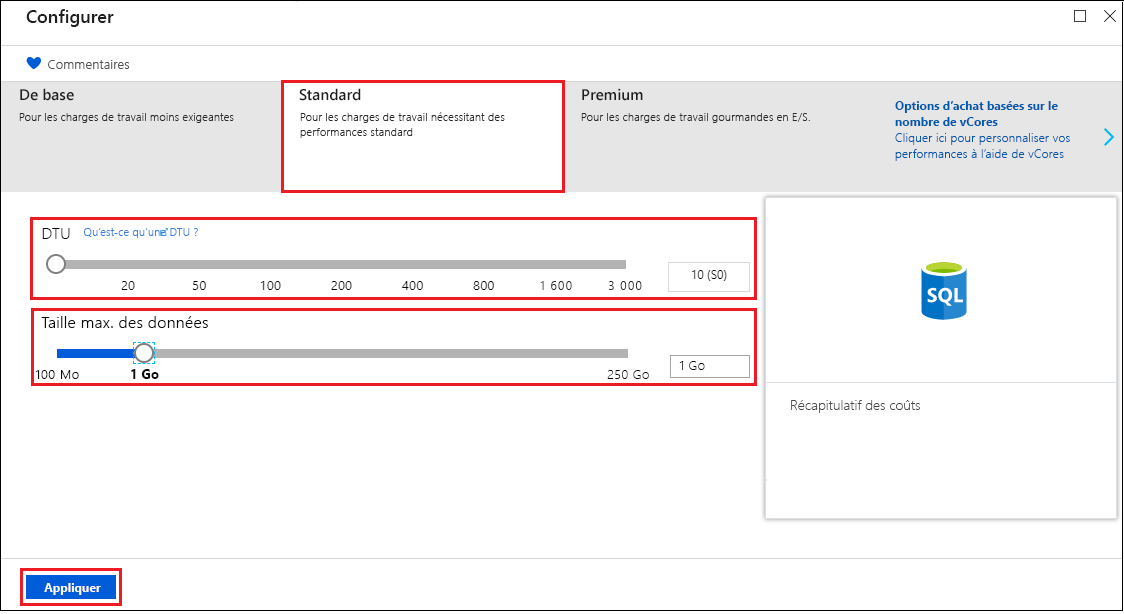 Configurer
Commentaires
De base
Pour les charges de travail moins exigeantes
Standard
Pour les charges de travail nécessitant des
performances standard
Premium
Pour les charges de travail gourmandes en E/S.
Options d'achat basées sur le
nombre de vCores
Cliquer ici pour personnaliser vos
performances à l'aide de vCores
DTU Qu'est-ce qu'une DTU ?
20 50 100 200 400 800 1 600 3 000
10 (S0)
Taille max. des données
100 Mo 1 Go 250 Go
1 Go
SQL
Récapitulatif des coûts
Appliquer